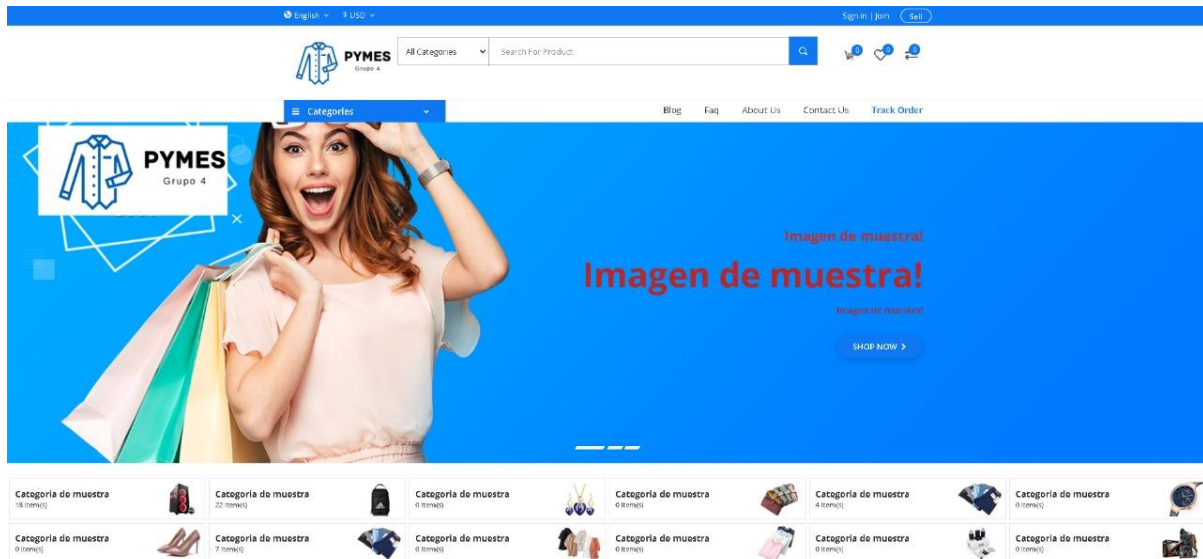 English $ USD Sign in | Join Sell
PYMES
Grupo 4
All Categories Search For Product 0 0 0
Categories Blog Faq About Us Contact Us Track Order
PYMES
Grupo 4
Imagen de muestra!
Imagen de muestra!
Imagen de muestra!
SHOP NOW
Categoria de muestra
18 Item(s)
Categoria de muestra
22 Item(s)
Categoria de muestra
0 Item(s)
Categoria de muestra
0 Item(s)
Categoria de muestra
4 Item(s)
Categoria de muestra
0 Item(s)
Categoria de muestra
0 Item(s)
Categoria de muestra
7 Item(s)
Categoria de muestra
0 Item(s)
Categoria de muestra
0 Item(s)
Categoria de muestra
0 Item(s)
Categoria de muestra
0 Item(s)